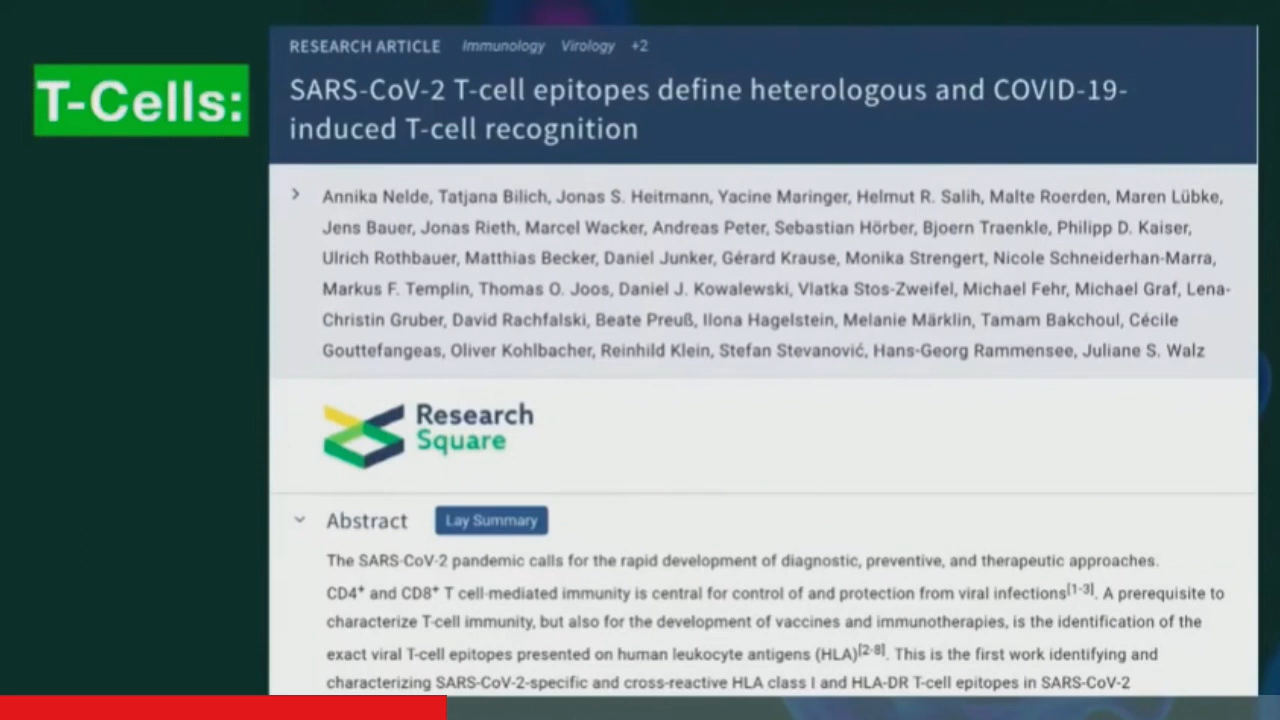 T-Cells:
RESEARCH ARTICLE Immunology Virology +2
SARS-CoV-2 T-cell epitopes define heterologous and COVID-19-
induced T-cell recognition
Annika Nelde, Tatjana Bilich, Jonas S. Heitmann, Yacine Maringer, Helmut R. Salih, Malte Roerden, Maren Lübke,
Jens Bauer, Jonas Rieth, Marcel Wacker, Andreas Peter, Sebastian Hörber, Bjoern Traenkle, Philipp D. Kaiser,
Ulrich Rothbauer, Matthias Becker, Daniel Junker, Gérard Krause, Monika Strengert, Nicole Schneiderhan-Marra,
Markus F. Templin, Thomas O. Joos, Daniel J. Kowalewski, Vlatka Stos-Zweifel, Michael Fehr, Michael Graf, Lena-
Christin Gruber, David Rachfalski, Beate Preuß, Ilona Hagelstein, Melanie Märklin, Tamam Bakchoul, Cécile
Gouttefangeas, Oliver Kohlbacher, Reinhild Klein, Stefan Stevanović, Hans-Georg Rammensee, Juliane S. Walz
Research
Square
Abstract Lay Summary
The SARS-CoV-2 pandemic calls for the rapid development of diagnostic, preventive, and therapeutic approaches.
CD4⁺ and CD8⁺ T cell-mediated immunity is central for control of and protection from viral infections[1-3]. A prerequisite to
characterize T-cell immunity, but also for the development of vaccines and immunotherapies, is the identification of the
exact viral T-cell epitopes presented on human leukocyte antigens (HLA)[2-8]. This is the first work identifying and
characterizing SARS-CoV-2-specific and cross-reactive HLA class I and HLA-DR T-cell epitopes in SARS-CoV-2